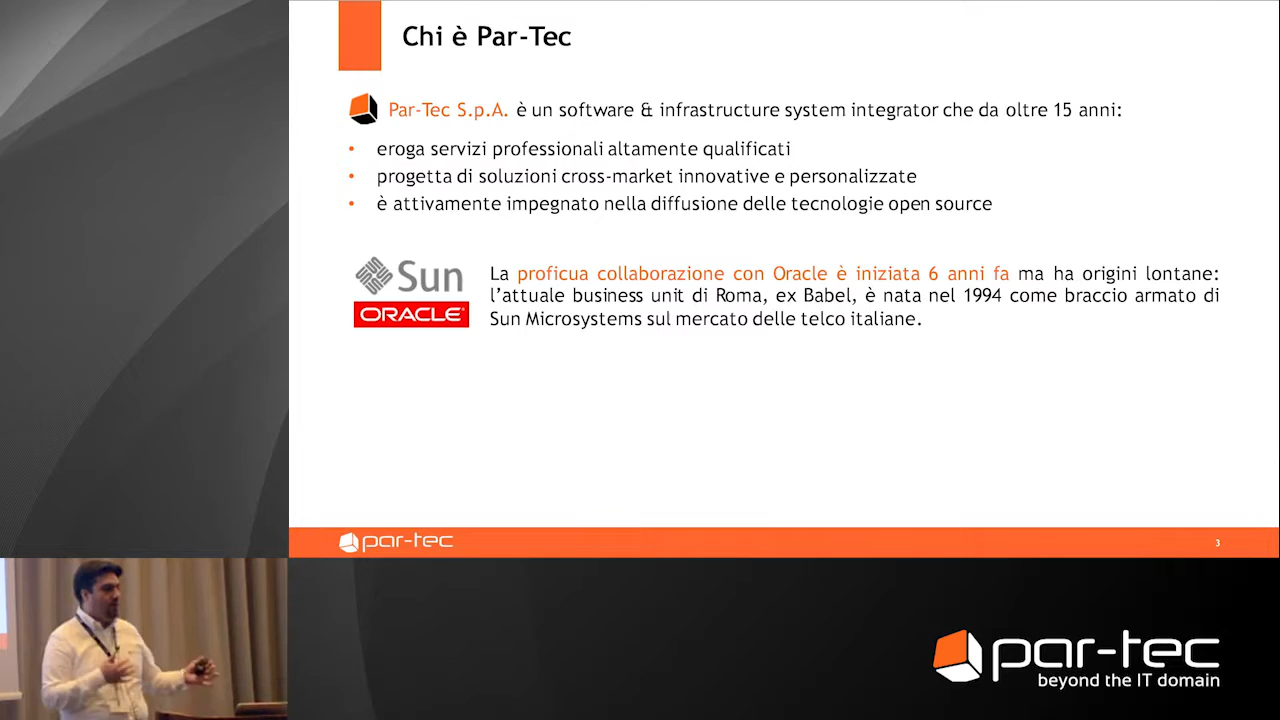 Chi è Par-Tec
Par-Tec S.p.A. è un software & infrastructure system integrator che da oltre 15 anni:
• eroga servizi professionali altamente qualificati
• progetta di soluzioni cross-market innovative e personalizzate
• è attivamente impegnato nella diffusione delle tecnologie open source
Sun
ORACLE®
La proficua collaborazione con Oracle è iniziata 6 anni fa ma ha origini lontane:
l’attuale business unit di Roma, ex Babel, è nata nel 1994 come braccio armato di
Sun Microsystems sul mercato delle telco italiane.
par-tec
3
par-tec
beyond the IT domain